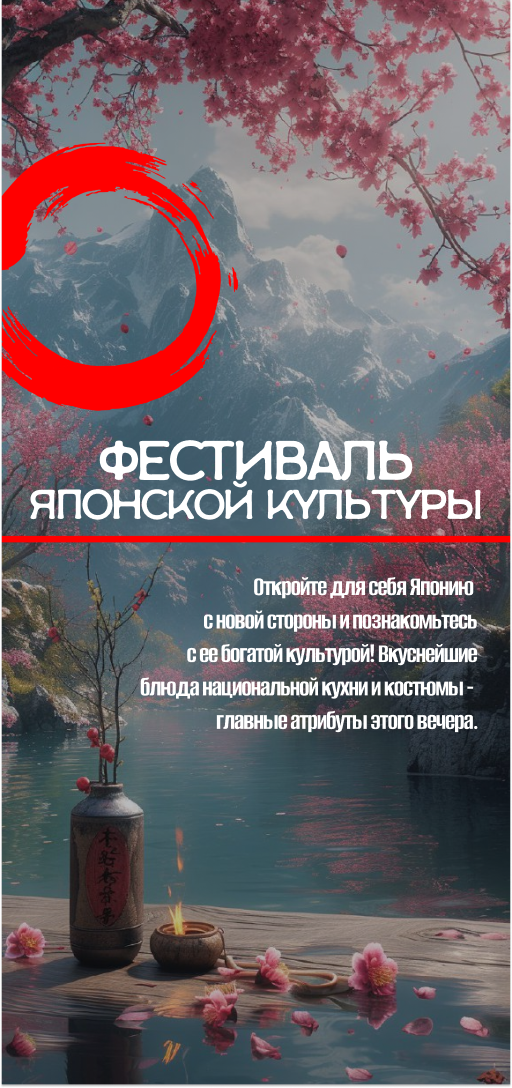 ФЕСТИВАЛЬ
ЯПОНСКОЙ КУЛЬТУРЫ
Откройте для себя Японию
с новой стороны и познакомьтесь
с ее богатой культурой! Вкуснейшие
блюда национальной кухни и костюмы -
главные атрибуты этого вечера.